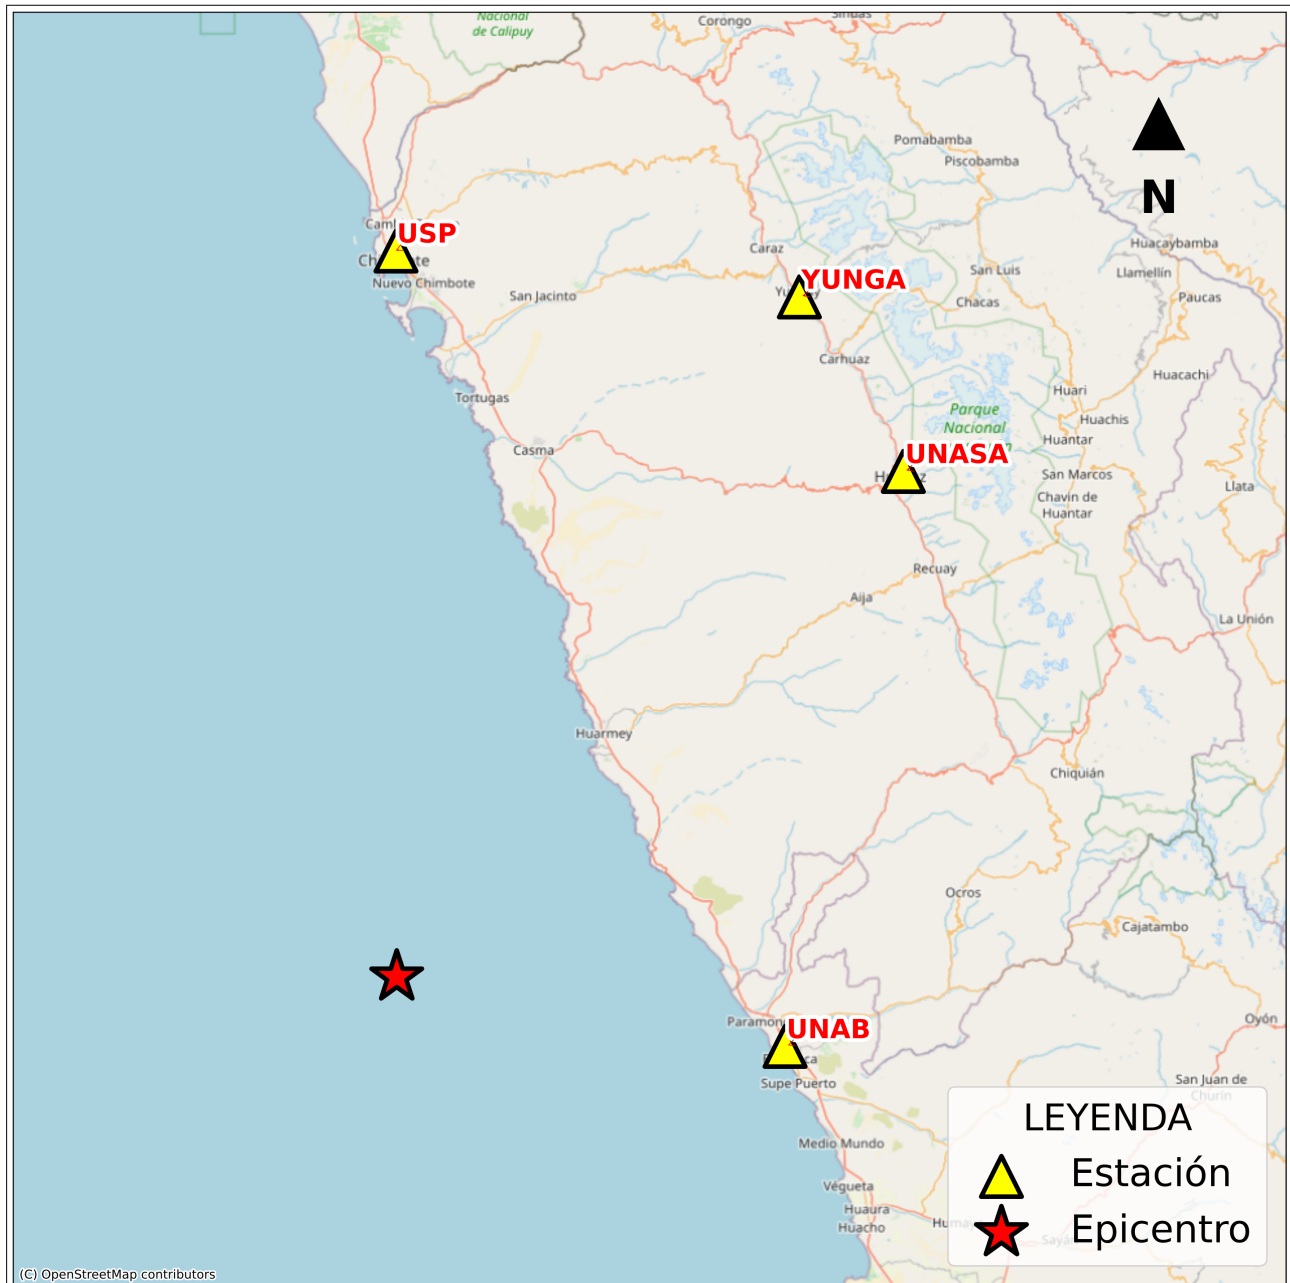 Nacional
de Calipuy
Corongo
Sihuas
Pomabamba
Piscobamba
N
USP
Nuevo Chimbote
San Jacinto
Caraz
YUNGA
San Luis
Chacas
Huacaybamba
Llamellín
Paucas
Carhuaz
Tortugas
Huacachi
Huari
Parque
Nacional
Huachis
Huantar
Casma
UNASA
San Marcos
Chavin de
Huantar
Llata
Recuay
Aija
La Unión
Huarmey
Chiquián
Ocros
Cajatambo
UNAB
Oyón
Supe Puerto
San Juan de
Churín
Medio Mundo
Végueta
Huaura
Huacho
LEYENDA
Estación
Epicentro
(C) OpenStreetMap contributors